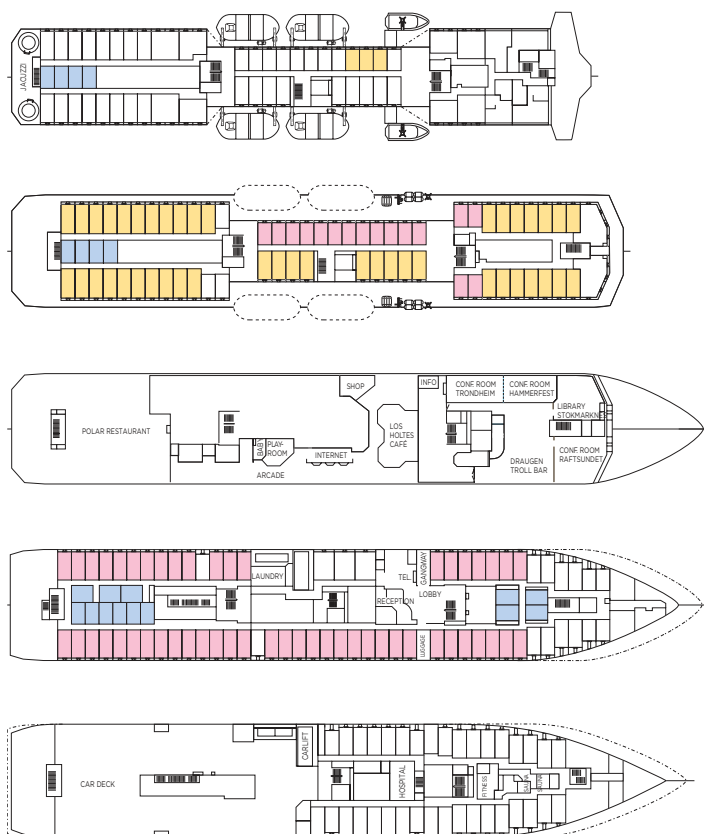 JACUZZI
SHOP
INFO
CONF. ROOM
TRONDHEIM
CONF. ROOM
HAMMERFEST
LIBRARY
STOKMARKNES
POLAR RESTAURANT
BABY
PLAY-
ROOM
INTERNET
ARCADE
LOS
HOLTES
CAFÉ
DRAUGEN
TROLL BAR
CONF. ROOM
RAFTSUNDET
LAUNDRY
TEL.
GANGWAY
RECEPTION
LOBBY
LUGGAGE
CAR DECK
CARLIFT
HOSPITAL
FITNESS
SAUNA
SAUNA